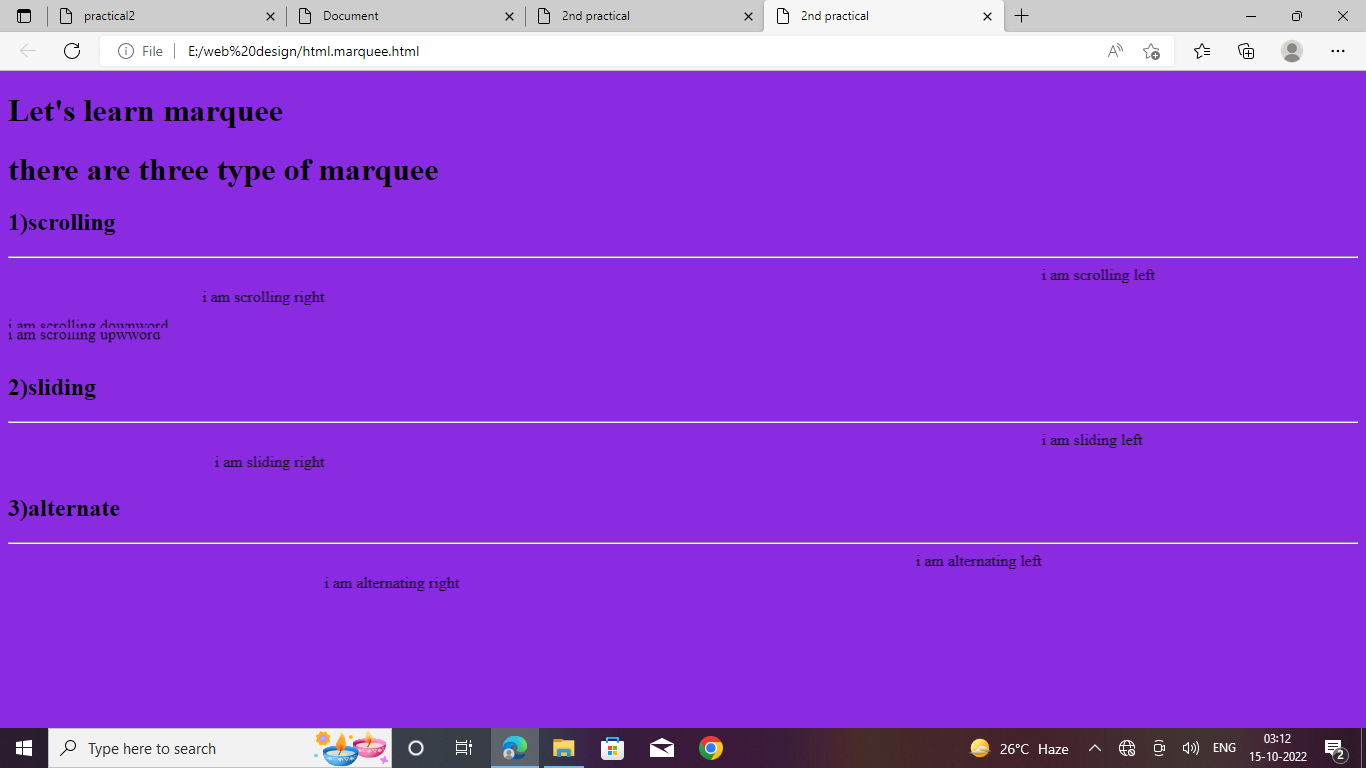 practical2
Document
2nd practical
2nd practical
File
E:/web%20design/html.marquee.html
Let's learn marquee
there are three type of marquee
1)scrolling
i am scrolling left
i am scrolling right
i am scrolling downword
i am scrolling upwword
2)sliding
i am sliding left
i am sliding right
3)alternate
i am alternating left
i am alternating right
Type here to search
26°C Haze
ENG
03:12
15-10-2022
2